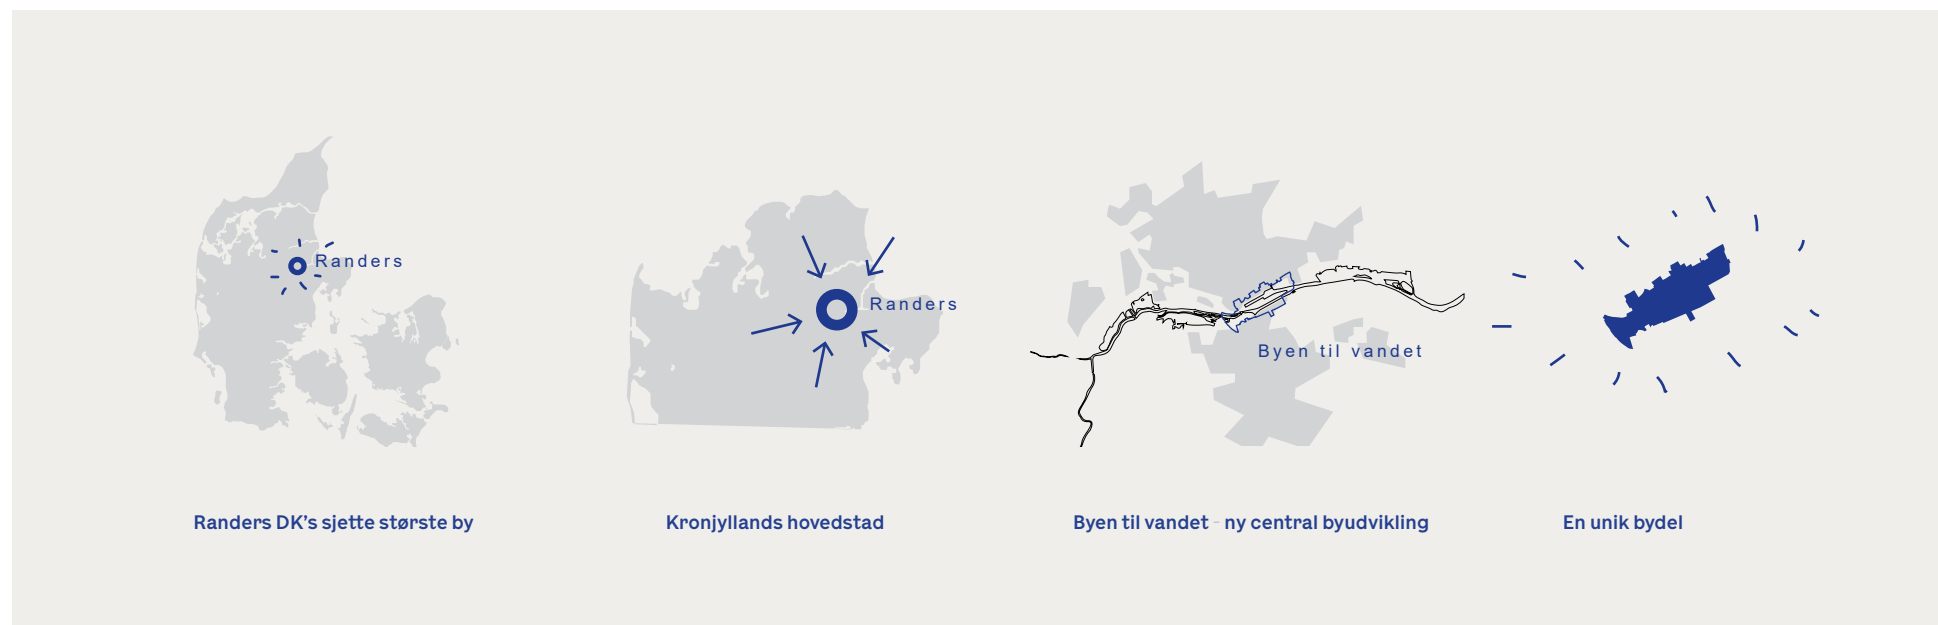 Randers
Randers
Byen til vandet
Randers DK’s sjette største by
Kronjyllands hovedstad
Byen til vandet - ny central byudvikling
En unik bydel